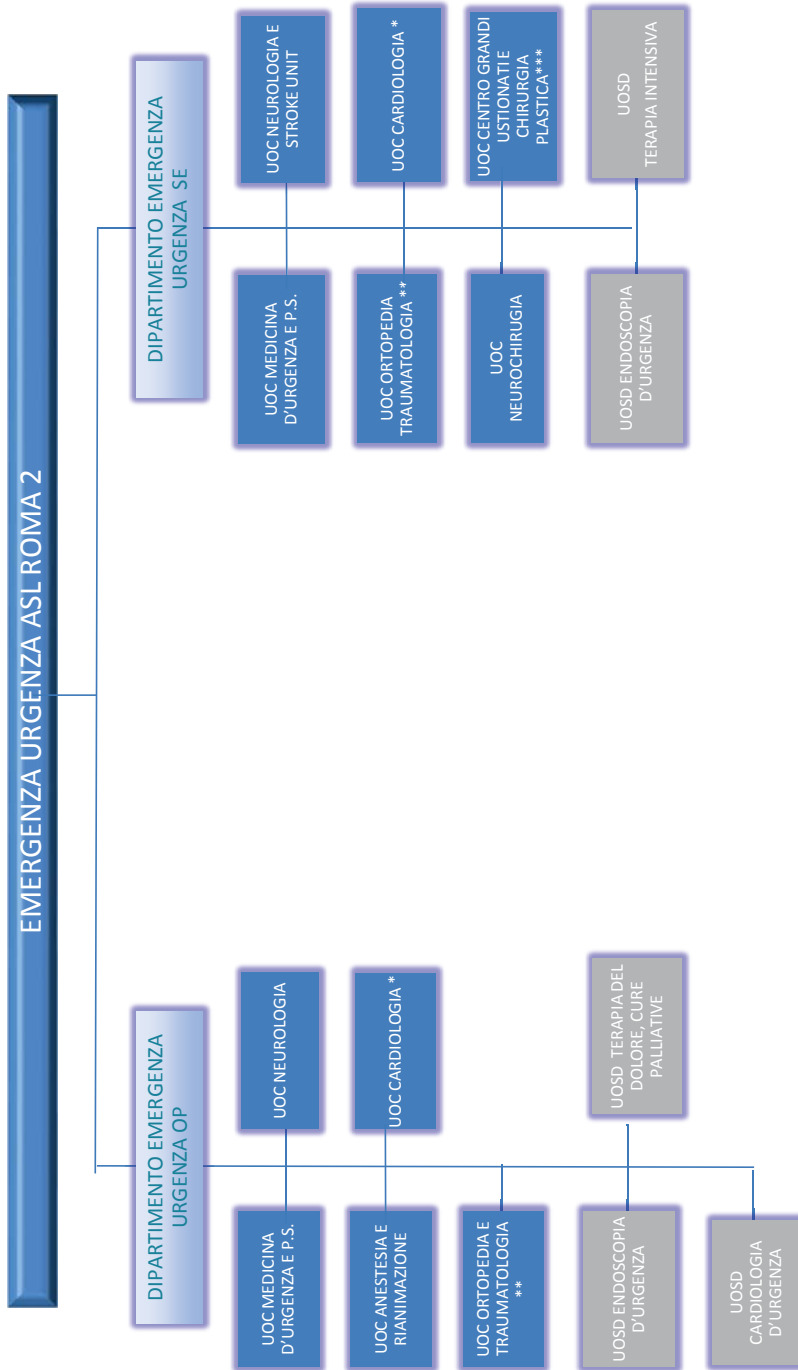 EMERGENZA URGENZA ASL ROMA 2
DIPARTIMENTO EMERGENZA
URGENZA OP
UOC MEDICINA
D'URGENZA E P.S.
UOC NEUROLOGIA
UOC ANESTESIA E
RIANIMAZIONE
UOC CARDIOLOGIA *
UOC ORTOPEDIA E
TRAUMATOLOGIA
**
UOSD ENDOSCOPIA
D'URGENZA
UOSD TERAPIA DEL
DOLORE, CURE
PALLIATIVE
UOSD
CARDIOLOGIA
D'URGENZA
DIPARTIMENTO EMERGENZA
URGENZA SE
UOC MEDICINA
D'URGENZA E P.S.
UOC NEUROLOGIA E
STROKE UNIT
UOC ORTOPEDIA
TRAUMATOLOGIA **
UOC CARDIOLOGIA *
UOC
NEUROCHIRUGIA
UOC CENTRO GRANDI
USTIONATI E
CHIRURGIA
PLASTICA***
UOSD ENDOSCOPIA
D'URGENZA
UOSD
TERAPIA INTENSIVA